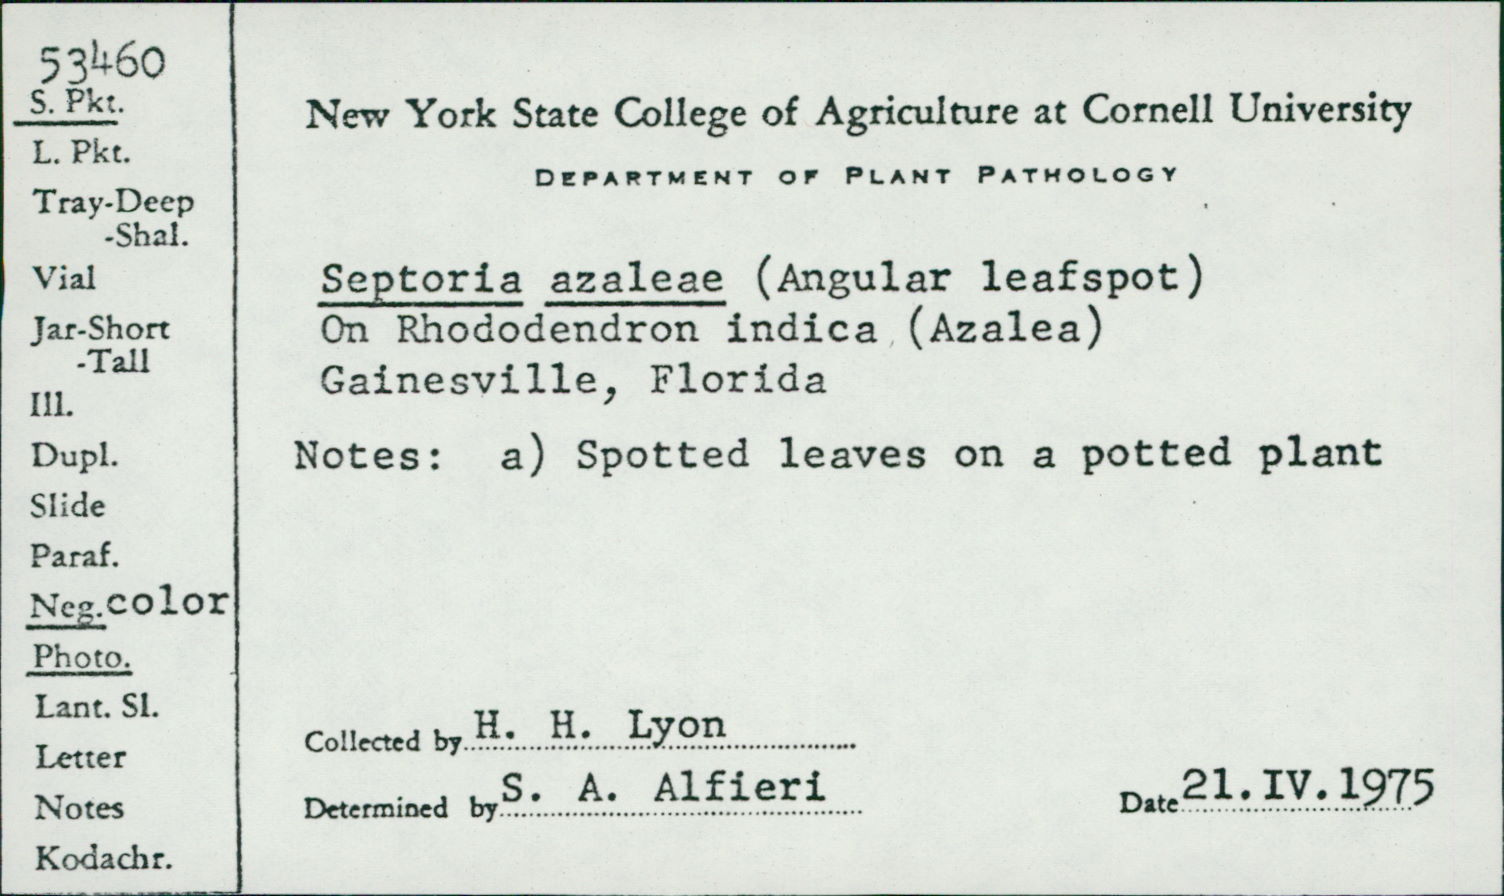 53460
S. Pkt.
L. Pkt.
Tray-Deep
-Shal.
Vial
Jar-Short
-Tall
Ill.
Dupl.
Slide
Paraf.
Neg.color
Photo.
Lant. Sl.
Letter
Notes
Kodachr.
New York State College of Agriculture at Cornell University
DEPARTMENT OF PLANT PATHOLOGY
Septoria azaleae (Angular leafspot)
On Rhododendron indica (Azalea)
Gainesville, Florida
Notes: a) Spotted leaves on a potted plant
Collected by H. H. Lyon
Determined by S. A. Alfieri
Date 21.IV.1975